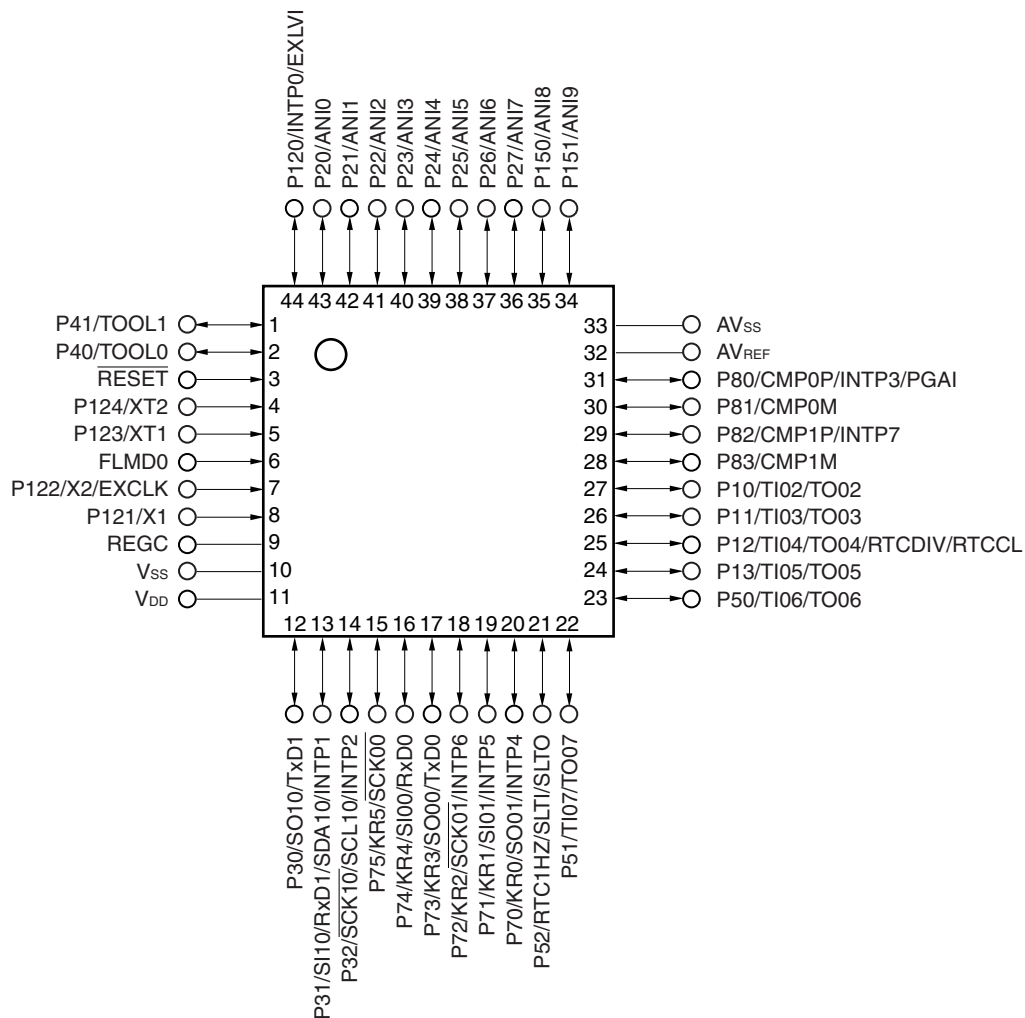 P120/INTP0/EXLVI
P20/ANI0
P21/ANI1
P22/ANI2
P23/ANI3
P24/ANI4
P25/ANI5
P26/ANI6
P27/ANI7
P150/ANI8
P151/ANI9
44 43 42 41 40 39 38 37 36 35 34
P41/TOOL1 1
P40/TOOL0 2
RESET 3
P124/XT2 4
P123/XT1 5
FLMD0 6
P122/X2/EXCLK 7
P121/X1 8
REGC 9
VSS 10
VDD 11
33 AVSS
32 AVREF
31 P80/CMP0P/INTP3/PGAI
30 P81/CMP0M
29 P82/CMP1P/INTP7
28 P83/CMP1M
27 P10/TI02/TO02
26 P11/TI03/TO03
25 P12/TI04/TO04/RTCDIV/RTCCL
24 P13/TI05/TO05
23 P50/TI06/TO06
12 13 14 15 16 17 18 19 20 21 22
P30/SO10/TxD1
P31/SI10/RxD1/SDA10/INTP1
P32/SCK10/SCL10/INTP2
P75/KR5/SCK00
P74/KR4/SI00/RxD0
P73/KR3/SO00/TxD0
P72/KR2/SCK01/INTP6
P71/KR1/SI01/INTP5
P70/KR0/SO01/INTP4
P52/RTC1HZ/SLTI/SLTO
P51/TI07/TO07